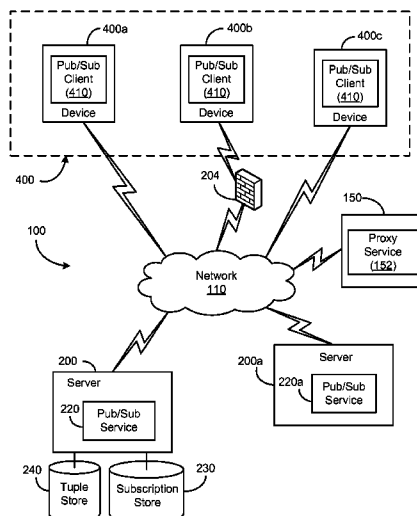 400a
400b
400c
Pub/Sub
Client
(410)
Device
Pub/Sub
Client
(410)
Device
Pub/Sub
Client
(410)
Device
400
204
150
Proxy
Service
(152)
100
Network
110
200
Server
220
Pub/Sub
Service
200a
Server
220a
Pub/Sub
Service
240
Tuple
Store
230
Subscription
Store